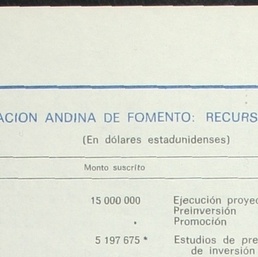 ACION ANDINA DE FOMENTO: RECURS
(En dólares estadunidenses)
Monto suscrito
15 000 000 Ejecución proye
Preinversión
Promoción
5 197 675 * Estudios de pre
de inversión